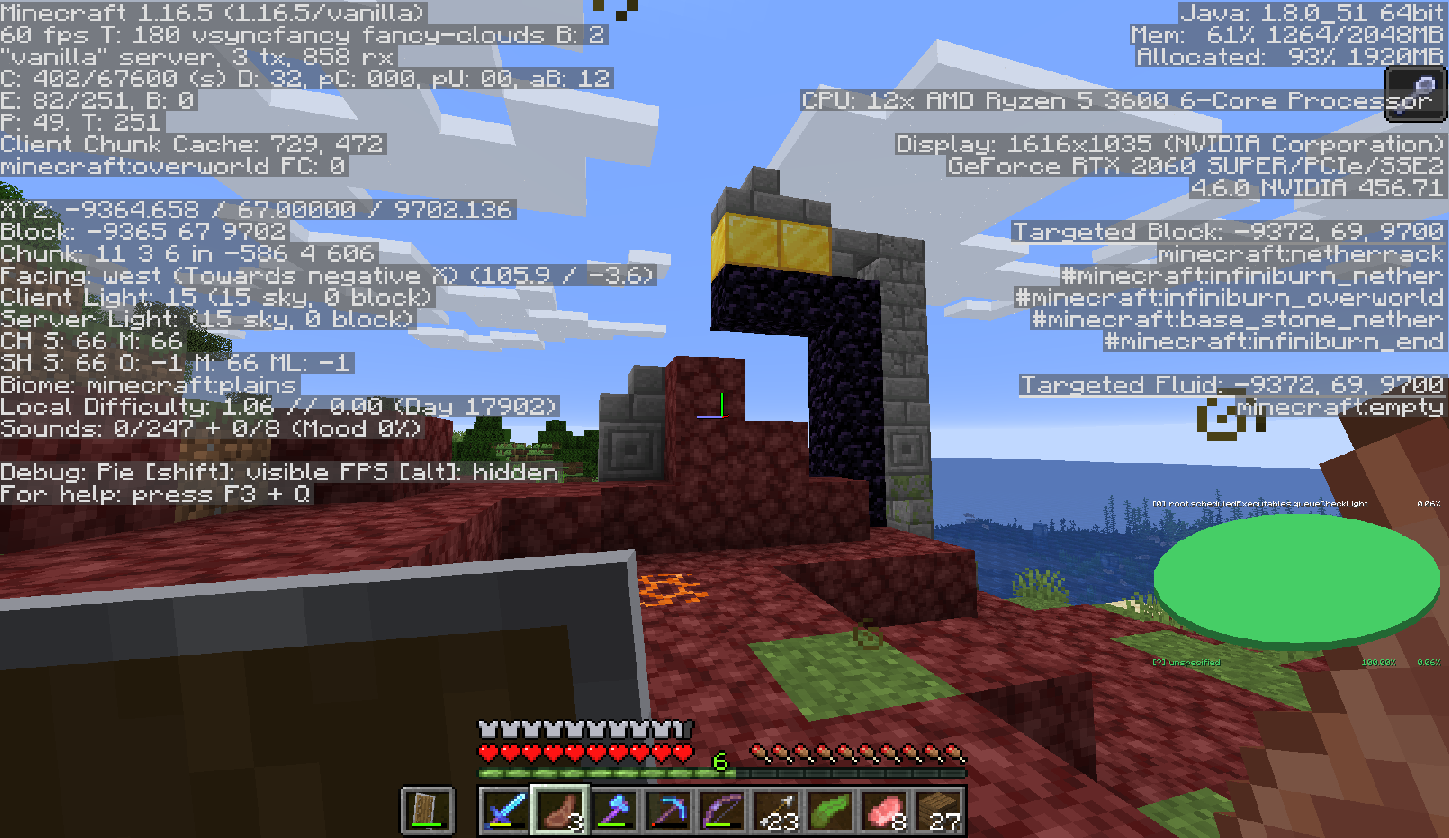 Minecraft 1.16.5 (1.16.5/vanilla)
60 fps T: 180 vsyncfancy fancy-clouds B: 2
"vanilla" server, 3 tx, 858 rx
C: 402/67600 (s) D: 32, pC: 000, pU: 00, aB: 12
E: 82/251, B: 0
P: 49. T: 251
Client Chunk Cache: 729, 472
minecraft:overworld FC: 0
XYZ: -9364.658 / 67.00000 / 9702.136
Block: -9365 67 9702
Chunk: 11 3 6 in -586 4 606
Facing: west (Towards negative X) (105.9 / -3.6)
Client Light: 15 (15 sky, 0 block)
Server Light: (15 sky, 0 block)
CH S: 66 M: 66
SH S: 66 O: -1 M: 66 ML: -1
Biome: minecraft:plains
Local Difficulty: 1.06 // 0.00 (Day 17902)
Sounds: 0/247 + 0/8 (Mood 0%)
Debug: Pie [shift]: visible FPS [alt]: hidden
For help: press F3 + Q
Java: 1.8.0_51 64bit
Mem: 61% 1264/2048MB
Allocated: 93% 1920MB
CPU: 12x AMD Ryzen 5 3600 6-Core Processor
Display: 1616x1035 (NVIDIA Corporation)
GeForce RTX 2060 SUPER/PCIe/SSE2
4.6.0 NVIDIA 456.71
Targeted Block: -9372, 69, 9700
minecraft:netherrack
#minecraft:infiniburn_nether
#minecraft:infiniburn_overworld
#minecraft:base_stone_nether
#minecraft:infiniburn_end
Targeted Fluid: -9372, 69, 9700
minecraft:empty
[0] root.scheduledExecutables.queueCheckLight 0.06%
[?] unspecified 100.00% 0.06%
6
3
23
8
27